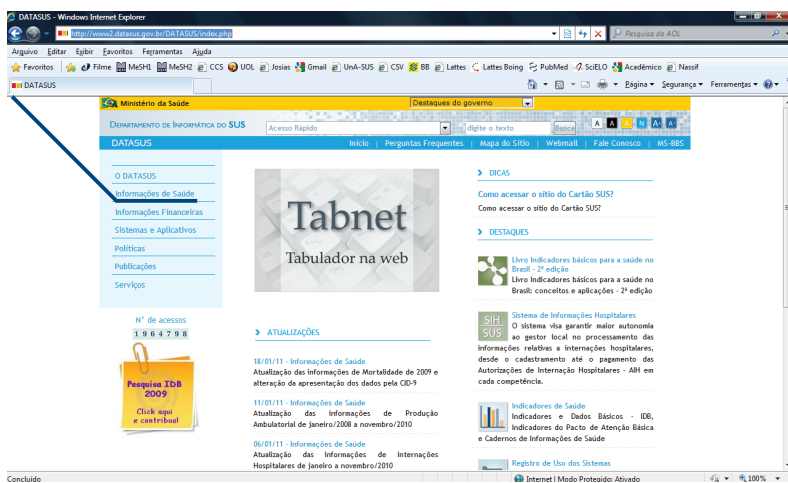 DATASUS - Windows Internet Explorer
http://www2.datasus.gov.br/DATASUS/index.php
Pesquisa da AOL
Arquivo Editar Exibir Favoritos Ferramentas Ajuda
Favoritos Filme MeSH1 MeSH2 CCS UOL Josias Gmail UnA-SUS CSV BB Lattes Lattes Boing PubMed SciELO Acadêmico Nassif
DATASUS
Página Segurança Ferramentas
Ministério da Saúde
Destaques do governo
DEPARTAMENTO DE INFORMÁTICA DO SUS
Acesso Rápido
digite o texto
Busca
A A A N A+ A-
DATASUS
Início | Perguntas Frequentes | Mapa do Sítio | Webmail | Fale Conosco | MS-BBS
O DATASUS
Informações de Saúde
Informações Financeiras
Sistemas e Aplicativos
Políticas
Publicações
Serviços
N° de acessos
1 9 6 4 7 9 8
Pesquisa IDB
2009
Click aqui
e contribua!
Tabnet
Tabulador na web
ATUALIZAÇÕES
18/01/11 - Informações de Saúde
Atualização das informações de Mortalidade de 2009 e
alteração da apresentação dos dados pela CID-9
11/01/11 - Informações de Saúde
Atualização das informações de Produção
Ambulatorial de janeiro/2008 a novembro/2010
06/01/11 - Informações de Saúde
Atualização das informações de Internações
Hospitalares de janeiro a novembro/2010
DICAS
Como acessar o sítio do Cartão SUS?
Como acessar o sítio do Cartão SUS?
DESTAQUES
Livro Indicadores básicos para a saúde no
Brasil - 2ª edição
Livro Indicadores básicos para a saúde no
Brasil: conceitos e aplicações - 2ª edição
SIH
SUS
Sistema de Informações Hospitalares
O sistema visa garantir maior autonomia
ao gestor local no processamento das
informações relativas a internações hospitalares,
desde o cadastramento até o pagamento das
Autorizações de Internação Hospitalares - AIH em
cada competência.
Indicadores de Saúde
Indicadores e Dados Básicos - IDB,
Indicadores do Pacto de Atenção Básica
e Cadernos de Informações de Saúde
Registro de Uso dos Sistemas
Concluído
Internet | Modo Protegido: Ativado
100%